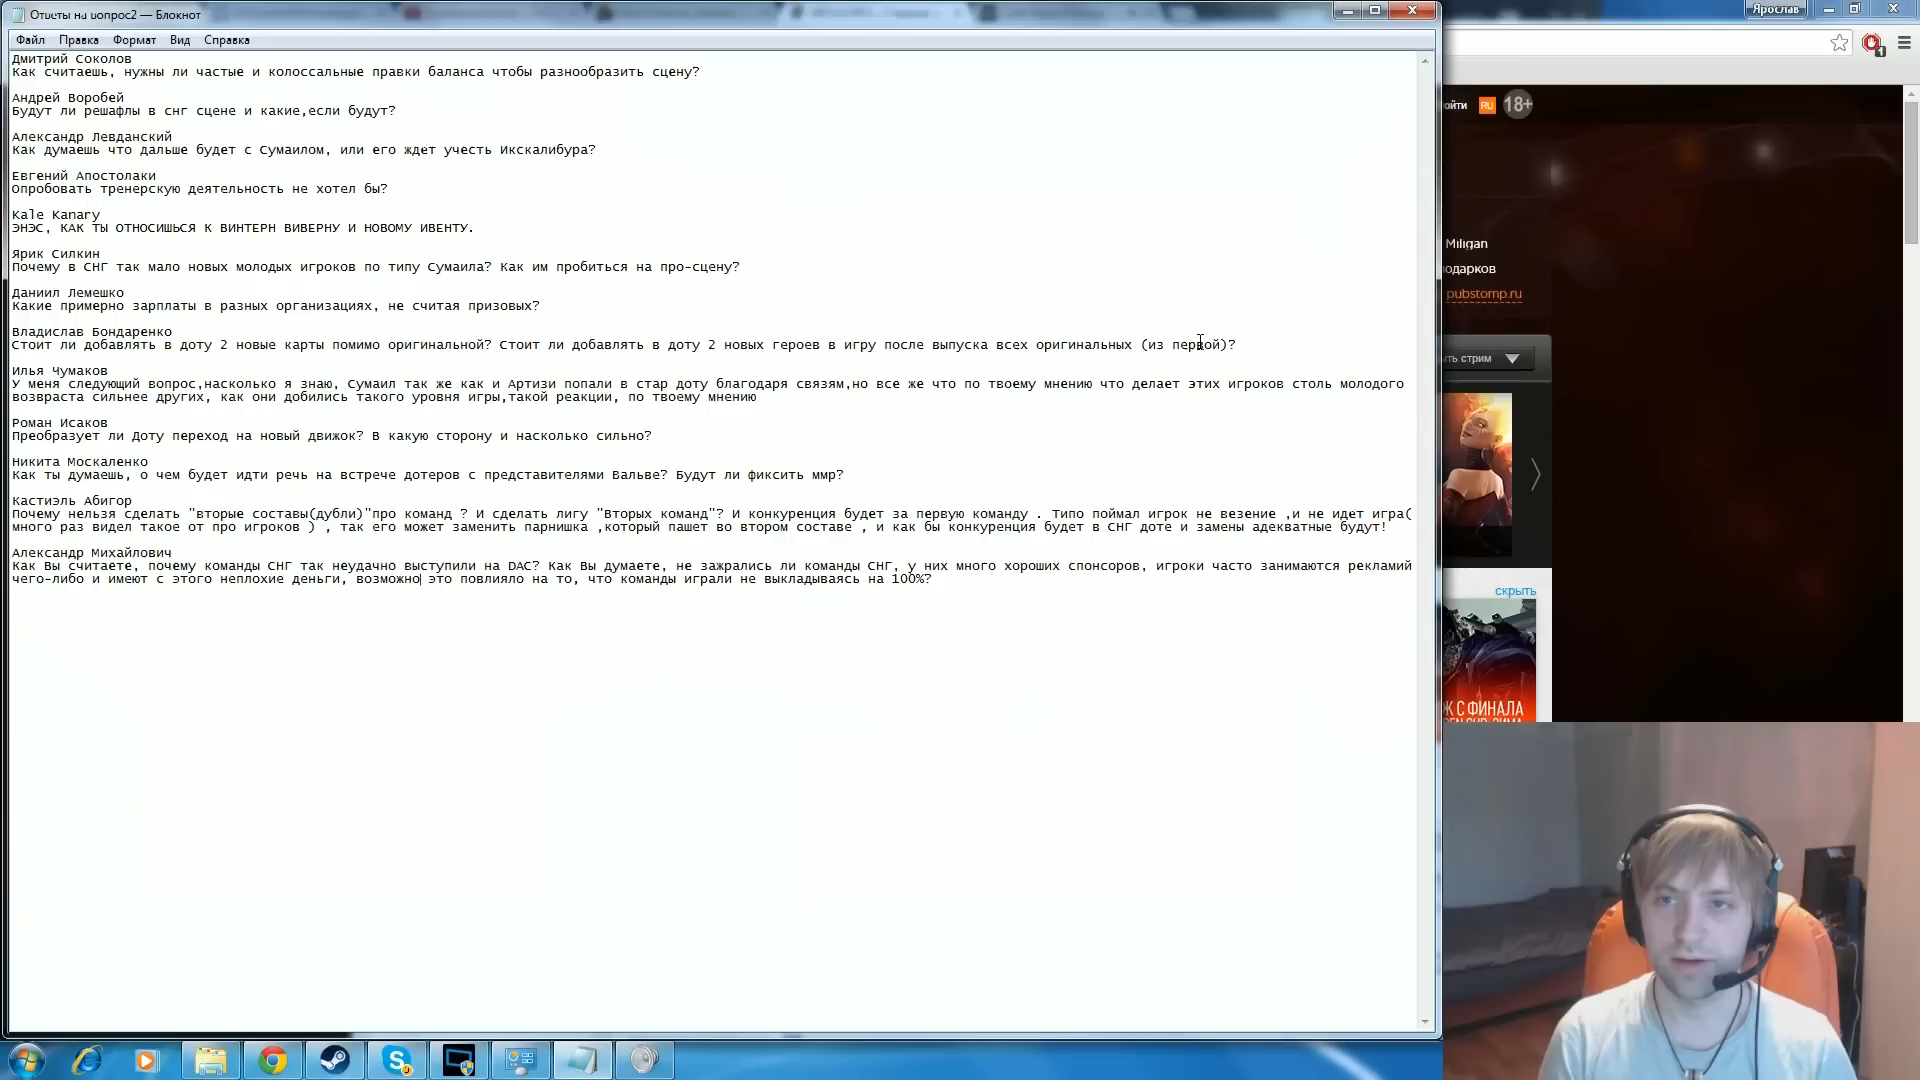 Ответы на вопрос2 — Блокнот
Ярослав
Файл Правка Формат Вид Справка
Дмитрий Соколов
Как считаешь, нужны ли частые и колоссальные правки баланса чтобы разнообразить сцену?
Андрей Воробей
Будут ли решафлы в снг сцене и какие,если будут?
Александр Левданский
Как думаешь что дальше будет с Сумаилом, или его ждет учесть Икскалибура?
Евгений Апостолаки
Опробовать тренерскую деятельность не хотел бы?
Kale Kanary
ЭНЭС, КАК ТЫ ОТНОСИШЬСЯ К ВИНТЕРН ВИВЕРНУ И НОВОМУ ИВЕНТУ.
Ярик Силкин
Почему в СНГ так мало новых молодых игроков по типу Сумаила? Как им пробиться на про-сцену?
Даниил Лемешко
Какие примерно зарплаты в разных организациях, не считая призовых?
Владислав Бондаренко
Стоит ли добавлять в доту 2 новые карты помимо оригинальной? Стоит ли добавлять в доту 2 новых героев в игру после выпуска всех оригинальных (из первой)?
Илья Чумаков
У меня следующий вопрос,насколько я знаю, Сумаил так же как и Артизи попали в стар доту благодаря связям,но все же что по твоему мнению что делает этих игроков столь молодого
возвраста сильнее других, как они добились такого уровня игры,такой реакции, по твоему мнению
Роман Исаков
Преобразует ли Доту переход на новый движок? В какую сторону и насколько сильно?
Никита Москаленко
Как ты думаешь, о чем будет идти речь на встрече дотеров с представителями Вальве? Будут ли фиксить ммр?
Кастиэль Абигор
Почему нельзя сделать "вторые составы(дубли)"про команд ? И сделать лигу "Вторых команд"? И конкуренция будет за первую команду . Типо поймал игрок не везение ,и не идет игра(
много раз видел такое от про игроков ) , так его может заменить парнишка ,который пашет во втором составе , и как бы конкуренция будет в СНГ доте и замены адекватные будут!
Александр Михайлович
Как Вы считаете, почему команды СНГ так неудачно выступили на DAC? Как Вы думаете, не зажрались ли команды СНГ, у них много хороших спонсоров, игроки часто занимаются рекламий
чего-либо и имеют с этого неплохие деньги, возможно это повлияло на то, что команды играли не выкладываясь на 100%?
1
ойти RU 18+
Miligan
одарков
pubstomp.ru
ть стрим
скрыть
Ж С ФИНАЛА